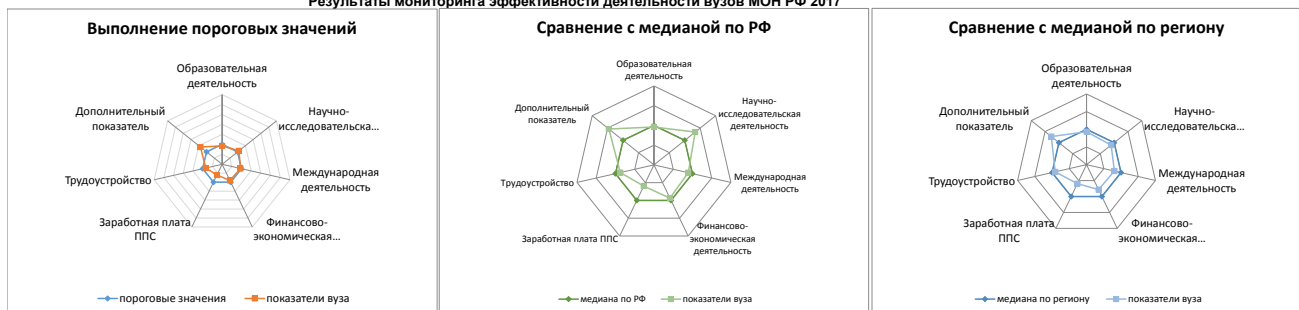 Результаты мониторинга эффективности деятельности вузов МОН РФ 2017
Выполнение пороговых значений
Образовательная
деятельность
Научно-
исследовательска...
Международная
деятельность
Финансово-
экономическая...
Заработная плата
ППС
Трудоустройство
Дополнительный
показатель
пороговые значения
показатели вуза
Сравнение с медианой по РФ
Образовательная
деятельность
Научно-
исследовательская
деятельность
Международная
деятельность
Финансово-
экономическая деятельность
Заработная плата ППС
Трудоустройство
Дополнительный
показатель
медиана по РФ
показатели вуза
Сравнение с медианой по региону
Образовательная
деятельность
Научно-
исследовательска...
Международная
деятельность
Финансово-
экономическая...
Заработная плата
ППС
Трудоустройство
Дополнительный
показатель
медиана по региону
показатели вуза